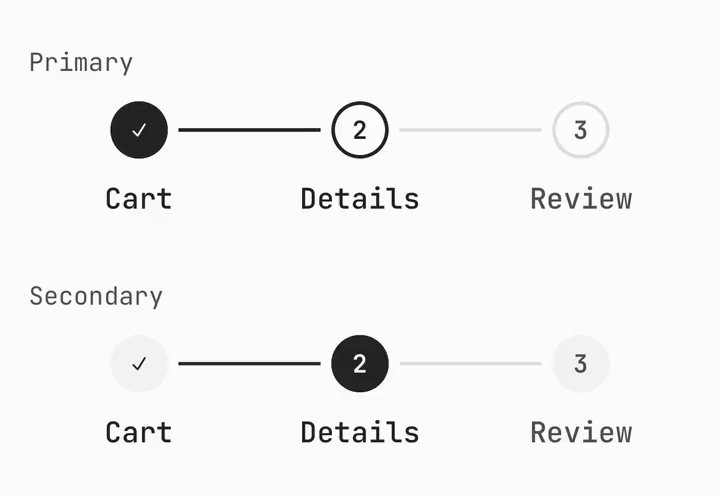 Primary
✓ 2 3
Cart Details Review
Secondary
✓ 2 3
Cart Details Review